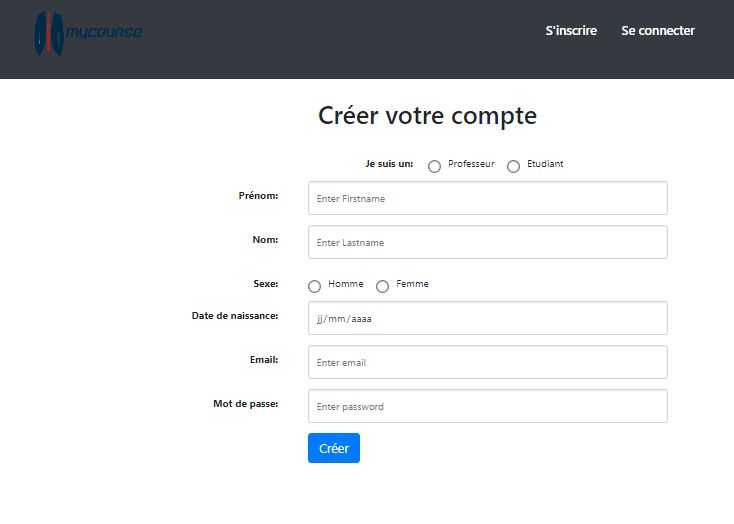 mycourse
S'inscrire Se connecter
Créer votre compte
Je suis un: Professeur Etudiant
Prénom: Enter Firstname
Nom: Enter Lastname
Sexe: Homme Femme
Date de naissance: jj/mm/aaaa
Email: Enter email
Mot de passe: Enter password
Créer